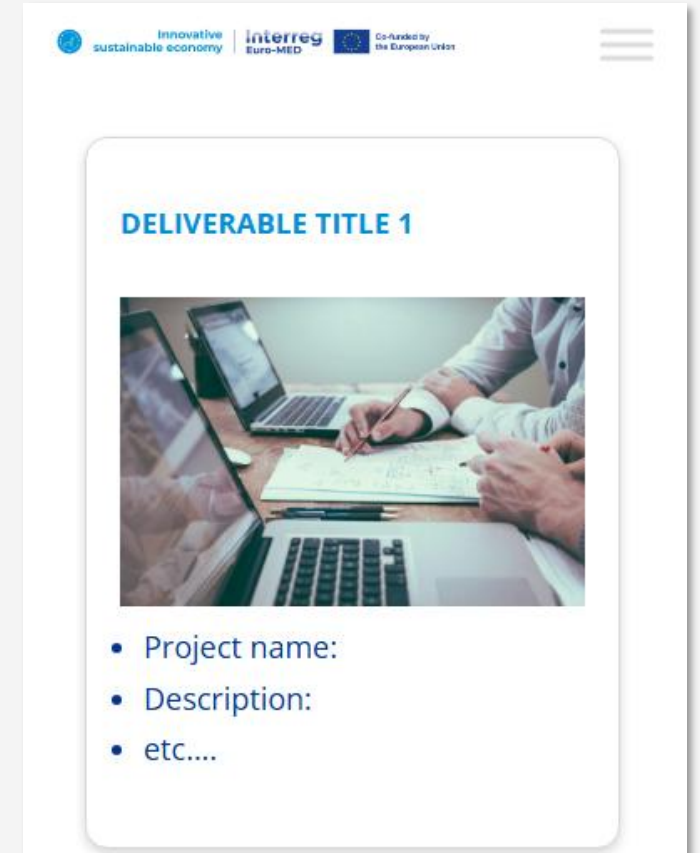 Innovative
sustainable economy
Interreg
Euro-MED
Co-funded by
the European Union
DELIVERABLE TITLE 1
• Project name:
• Description:
• etc....